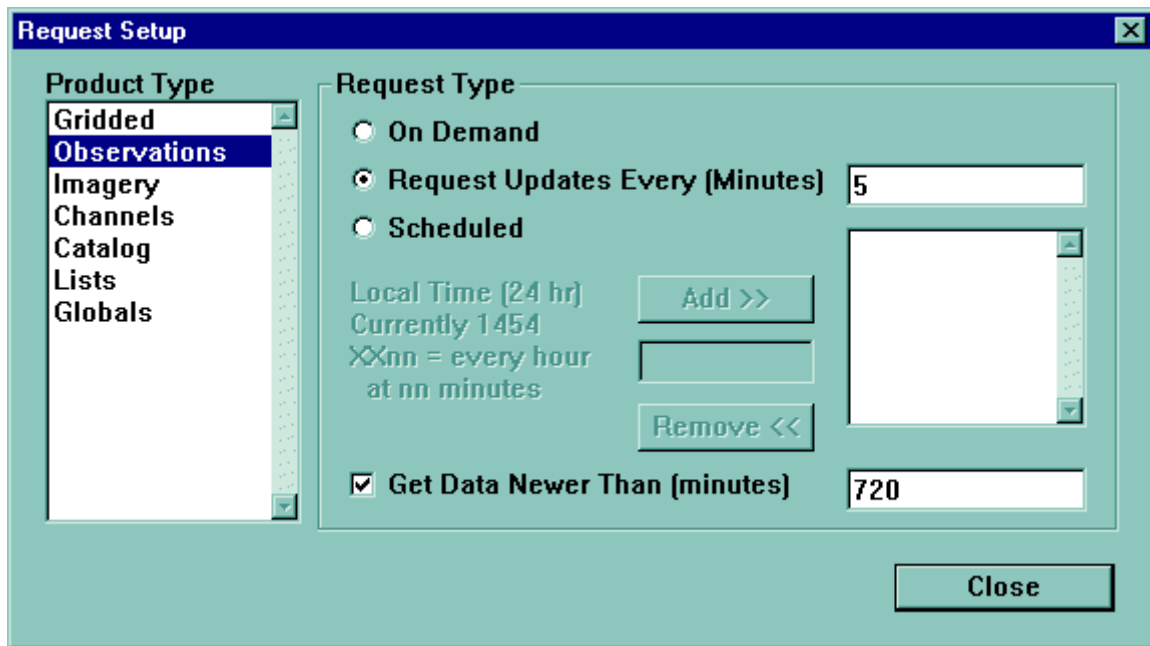 Request Setup
Product Type
Gridded
Observations
Imagery
Channels
Catalog
Lists
Globals
Request Type
On Demand
Request Updates Every (Minutes)
5
Scheduled
Local Time (24 hr)
Currently 1454
XXnn = every hour
at nn minutes
Add >>
Remove <<
Get Data Newer Than (minutes)
720
Close